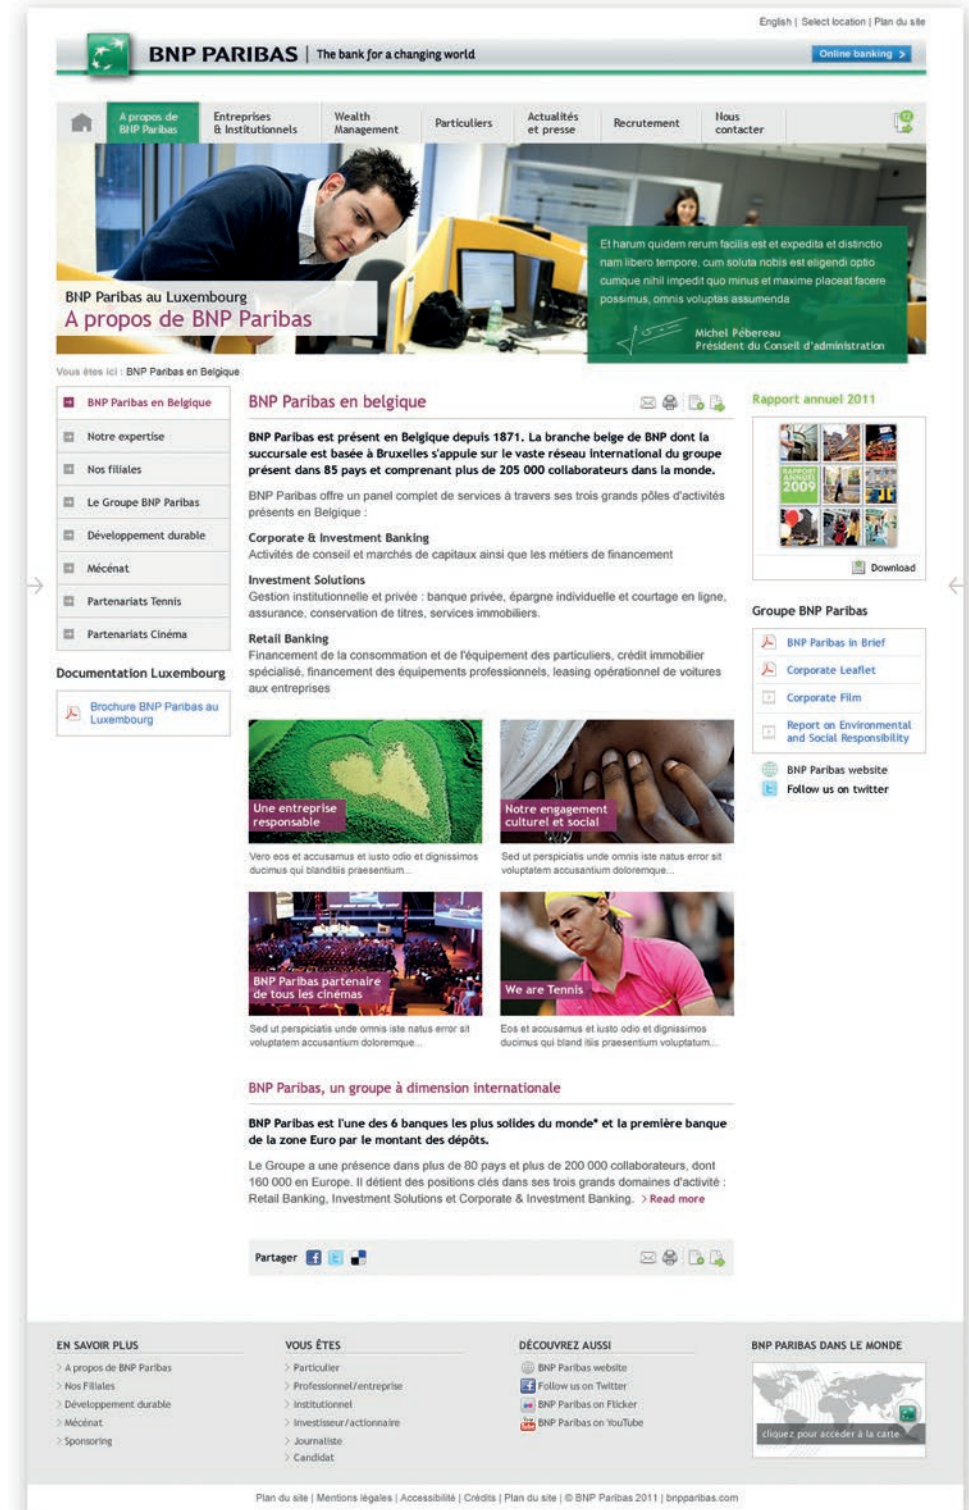 English | Select location | Plan du site
BNP PARIBAS | The bank for a changing world
Online banking >
A propos de
BNP Paribas
Entreprises
& Institutionnels
Wealth
Management
Particuliers
Actualités
et presse
Recrutement
Nous
contacter
12
Et harum quidem rerum facilis est et expedita et distinctio
nam libero tempore, cum soluta nobis est eligendi optio
cumque nihil impedit quo minus et maxime placeat facere
possimus, omnis voluptas assumenda
Michel Pébereau
Président du Conseil d'administration
BNP Paribas au Luxembourg
A propos de BNP Paribas
Vous êtes ici : BNP Paribas en Belgique
BNP Paribas en Belgique
Notre expertise
Nos filiales
Le Groupe BNP Paribas
Développement durable
Mécénat
Partenariats Tennis
Partenariats Cinéma
Documentation Luxembourg
Brochure BNP Paribas au
Luxembourg
BNP Paribas en belgique
BNP Paribas est présent en Belgique depuis 1871. La branche belge de BNP dont la
succursale est basée à Bruxelles s'appuie sur le vaste réseau international du groupe
présent dans 85 pays et comprenant plus de 205 000 collaborateurs dans la monde.
BNP Paribas offre un panel complet de services à travers ses trois grands pôles d'activités
présents en Belgique :
Corporate & Investment Banking
Activités de conseil et marchés de capitaux ainsi que les métiers de financement
Investment Solutions
Gestion institutionnelle et privée : banque privée, épargne individuelle et courtage en ligne,
assurance, conservation de titres, services immobiliers.
Retail Banking
Financement de la consommation et de l'équipement des particuliers, crédit immobilier
spécialisé, financement des équipements professionnels, leasing opérationnel de voitures
aux entreprises
Une entreprise
responsable
Vero eos et accusamus et iusto odio et dignissimos
ducimus qui blanditiis praesentium...
Notre engagement
culturel et social
Sed ut perspiciatis unde omnis iste natus error sit
voluptatem accusantium doloremque...
BNP Paribas partenaire
de tous les cinémas
Sed ut perspiciatis unde omnis iste natus error sit
voluptatem accusantium doloremque...
We are Tennis
Eos et accusamus et iusto odio et dignissimos
ducimus qui bland itiis praesentium voluptatum...
BNP Paribas, un groupe à dimension internationale
BNP Paribas est l'une des 6 banques les plus solides du monde* et la première banque
de la zone Euro par le montant des dépôts.
Le Groupe a une présence dans plus de 80 pays et plus de 200 000 collaborateurs, dont
160 000 en Europe. Il détient des positions clés dans ses trois grands domaines d'activité :
Retail Banking, Investment Solutions et Corporate & Investment Banking. > Read more
Partager
Rapport annuel 2011
RAPPORT
ANNUEL
2009
Download
Groupe BNP Paribas
BNP Paribas in Brief
Corporate Leaflet
Corporate Film
Report on Environmental
and Social Responsibility
BNP Paribas website
Follow us on twitter
EN SAVOIR PLUS
> A propos de BNP Paribas
> Nos Filiales
> Développement durable
> Mécénat
> Sponsoring
VOUS ÊTES
> Particulier
> Professionnel/entreprise
> Institutionnel
> Investisseur/actionnaire
> Journaliste
> Candidat
DÉCOUVREZ AUSSI
BNP Paribas website
Follow us on Twitter
BNP Paribas on Flicker
BNP Paribas on YouTube
BNP PARIBAS DANS LE MONDE
cliquez pour acceder à la carte
Plan du site | Mentions légales | Accessibilité | Crédits | Plan du site | © BNP Paribas 2011 | bnpparibas.com